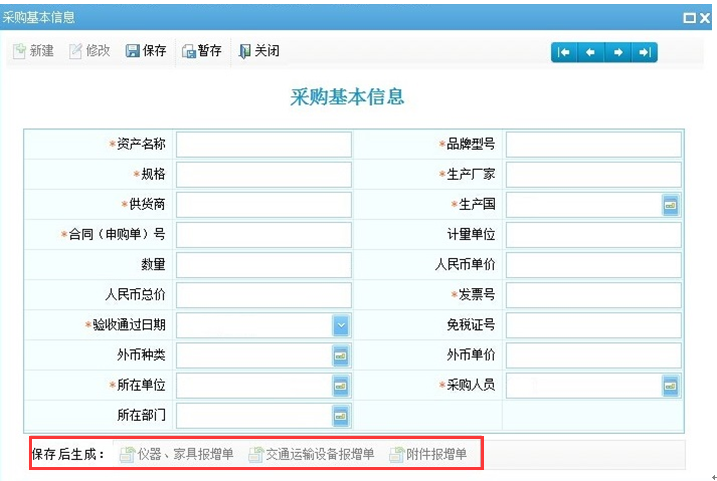 采购基本信息
新建 修改 保存 暂存 关闭
采购基本信息
*资产名称 *品牌型号
*规格 *生产厂家
*供货商 *生产国
*合同（申购单）号 计量单位
数量 人民币单价
人民币总价 *发票号
*验收通过日期 免税证号
外币种类 外币单价
*所在单位 *采购人员
所在部门
保存后生成： 仪器、家具报增单 交通运输设备报增单 附件报增单